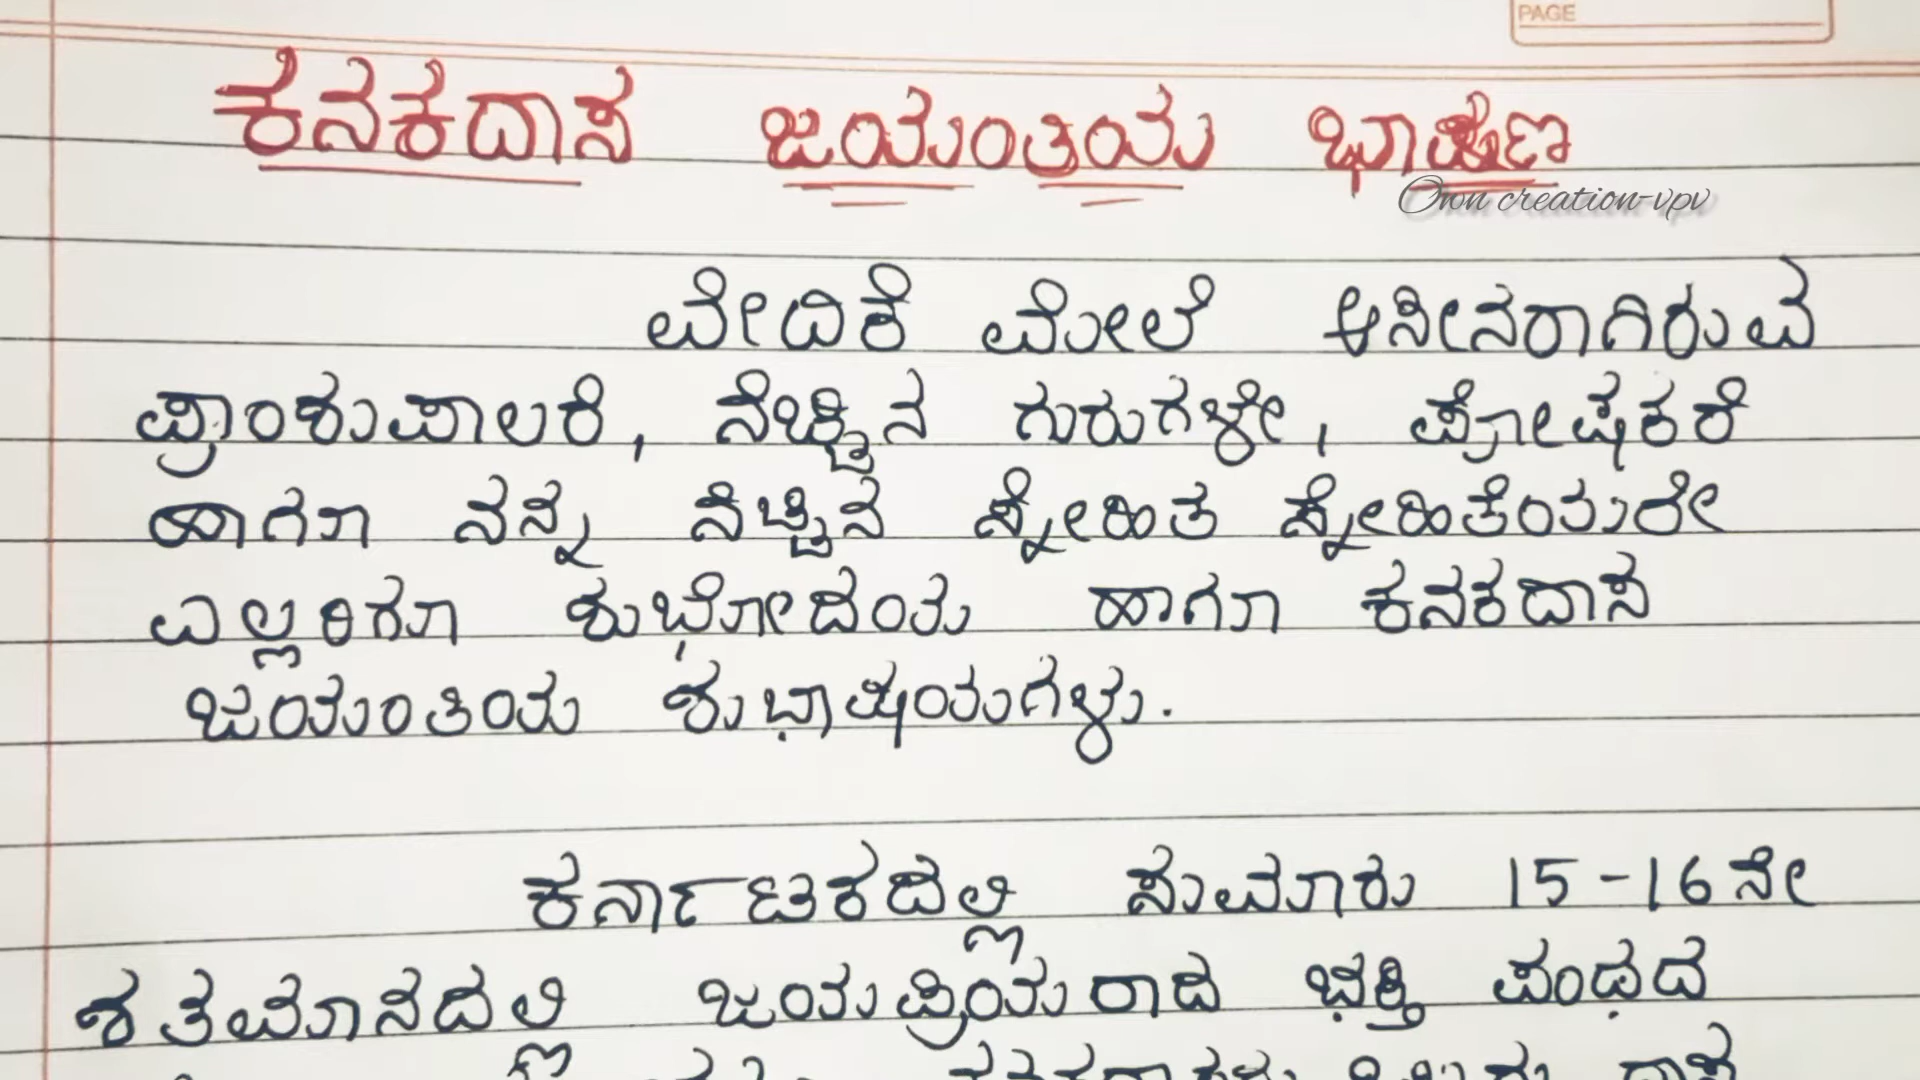 PAGE
ಕನಕದಾಸ ಜಯಂತಿಯ ಭಾಷಣ
Own creation-vpv
ವೇದಿಕೆ ಮೇಲೆ ಆಸೀನರಾಗಿರುವ
ಪ್ರಾಂಶುಪಾಲರೆ, ನೆಚ್ಚಿನ ಗುರುಗಳೇ, ಪ್ರೋಷಕರೆ
ಹಾಗೂ ನನ್ನ ನೆಚ್ಚಿನ ಸ್ನೇಹಿತ ಸ್ನೇಹಿತೆಯರೇ
ಎಲ್ಲರಿಗೂ ಶುಭೋದಯ ಹಾಗೂ ಕನಕದಾಸ
ಜಯಂತಿಯ ಶುಭಾಷಯಗಳು.
ಕರ್ನಾಟಕದಲ್ಲಿ ಸುಮಾರು 15-16ನೇ
ಶತಮಾನದಲ್ಲಿ ಜಯಪ್ರಿಯರಾದ ಭಕ್ತಿ ಪಂಥದ